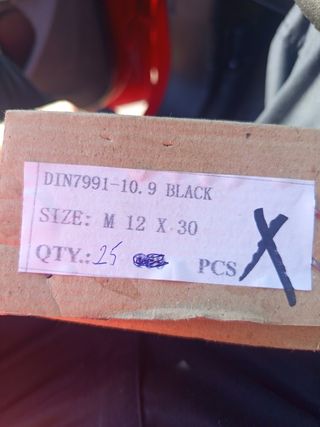 DIN7991-10.9 BLACK
SIZE: M 12 X 30
QTY.: 25 PCS X